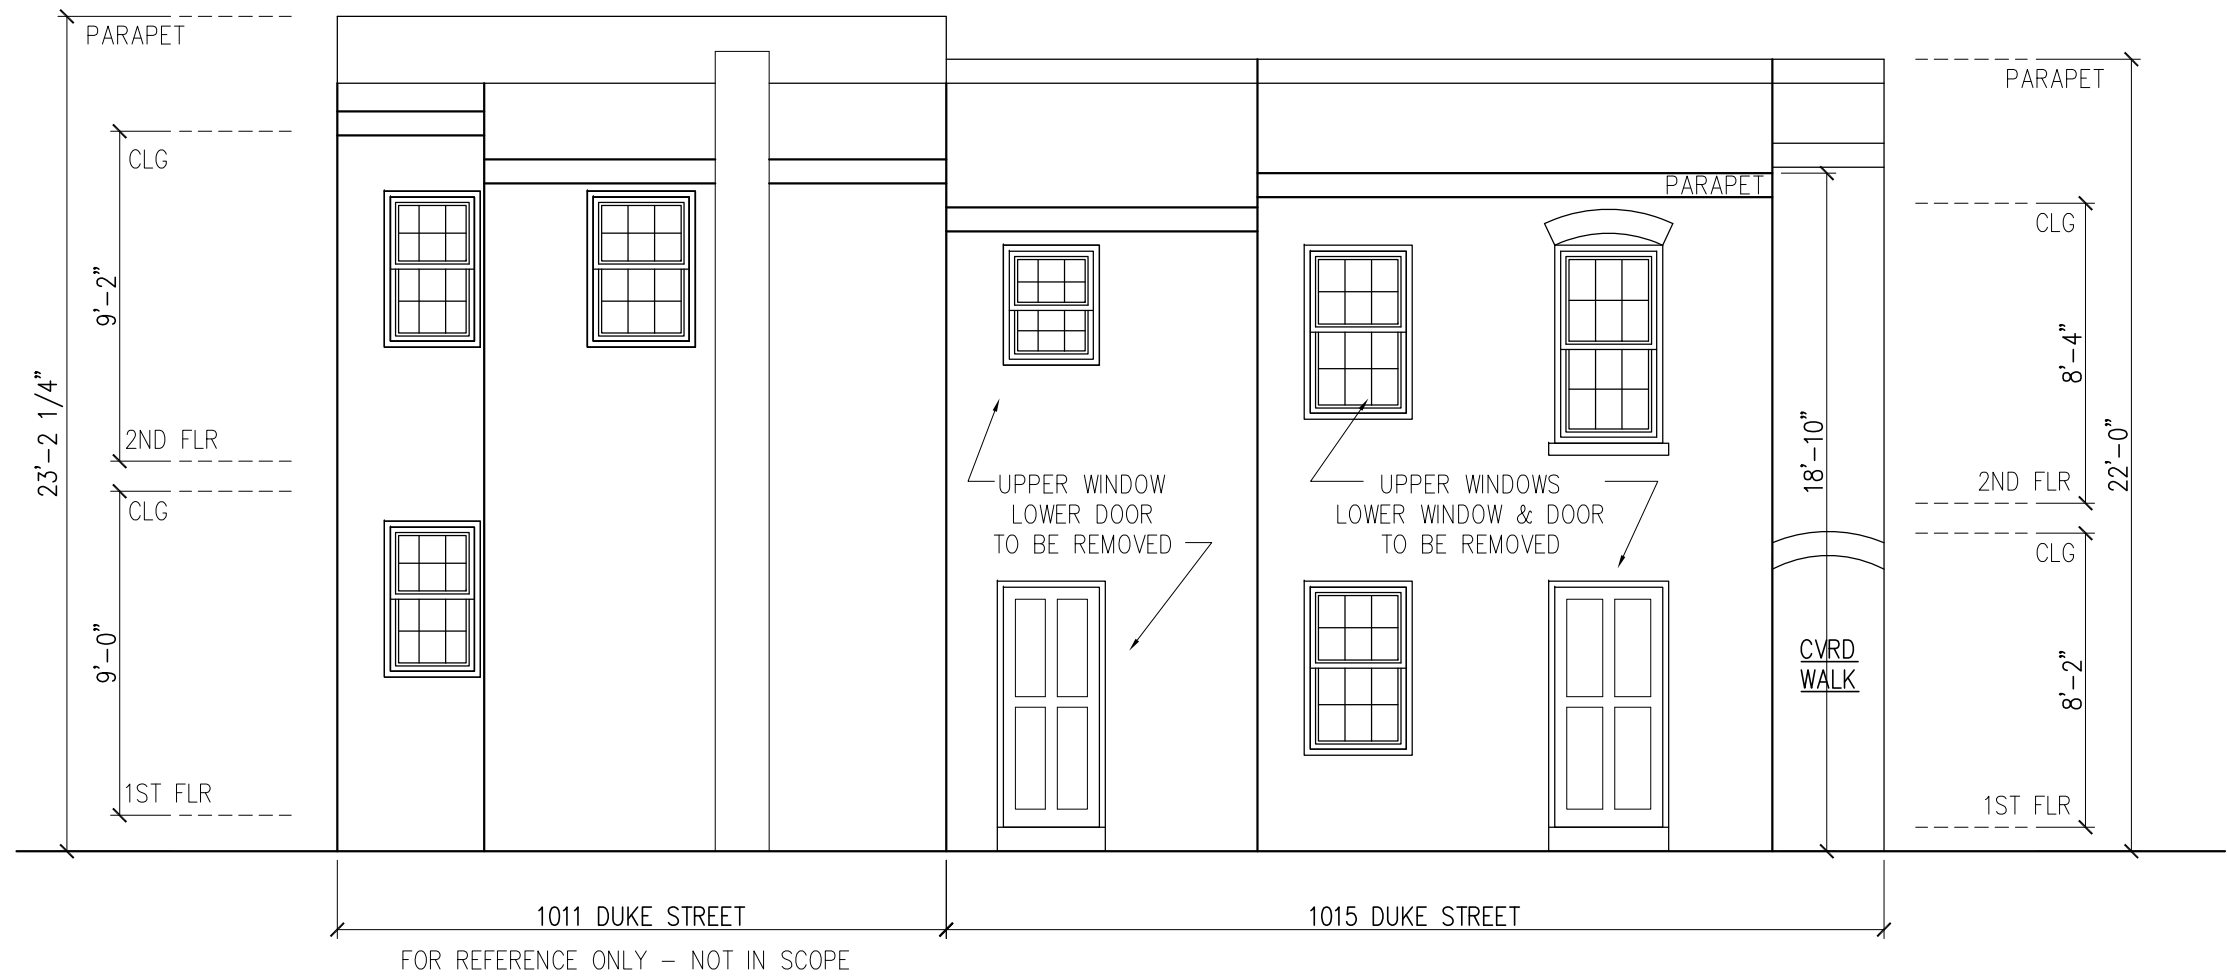 PARAPET
PARAPET
CLG
PARAPET
CLG
9'-2"
8'-4"
23'-2 1/4"
18'-10"
22'-0"
2ND FLR
UPPER WINDOW
LOWER DOOR
TO BE REMOVED
UPPER WINDOWS
LOWER WINDOW & DOOR
TO BE REMOVED
2ND FLR
CLG
CLG
9'-0"
CVRD
WALK
8'-2"
1ST FLR
1ST FLR
1011 DUKE STREET
1015 DUKE STREET
FOR REFERENCE ONLY – NOT IN SCOPE